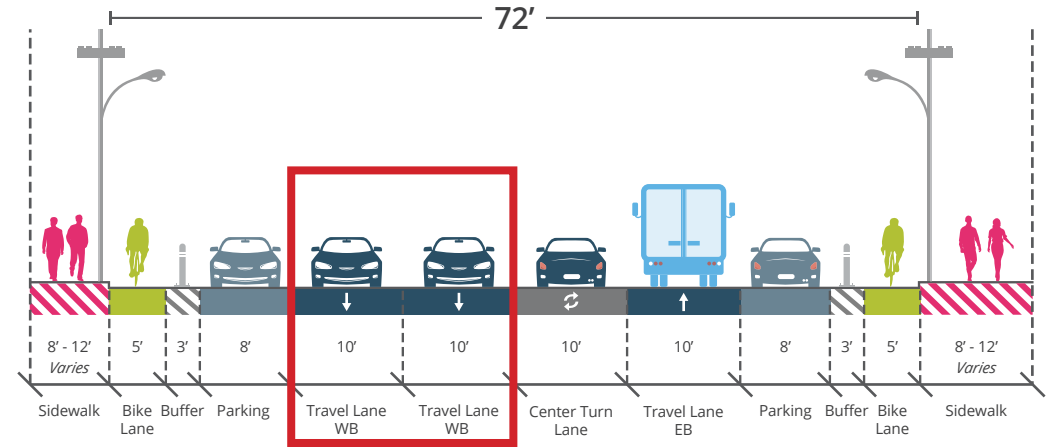 72’
8’ - 12’ 5’ 3’ 8’ 10’ 10’ 10’ 10’ 8’ 3’ 5’ 8’ - 12’
Varies Varies
Sidewalk Bike Buffer Parking Travel Lane Travel Lane Center Turn Travel Lane Parking Buffer Bike Sidewalk
Lane WB WB Lane EB Lane